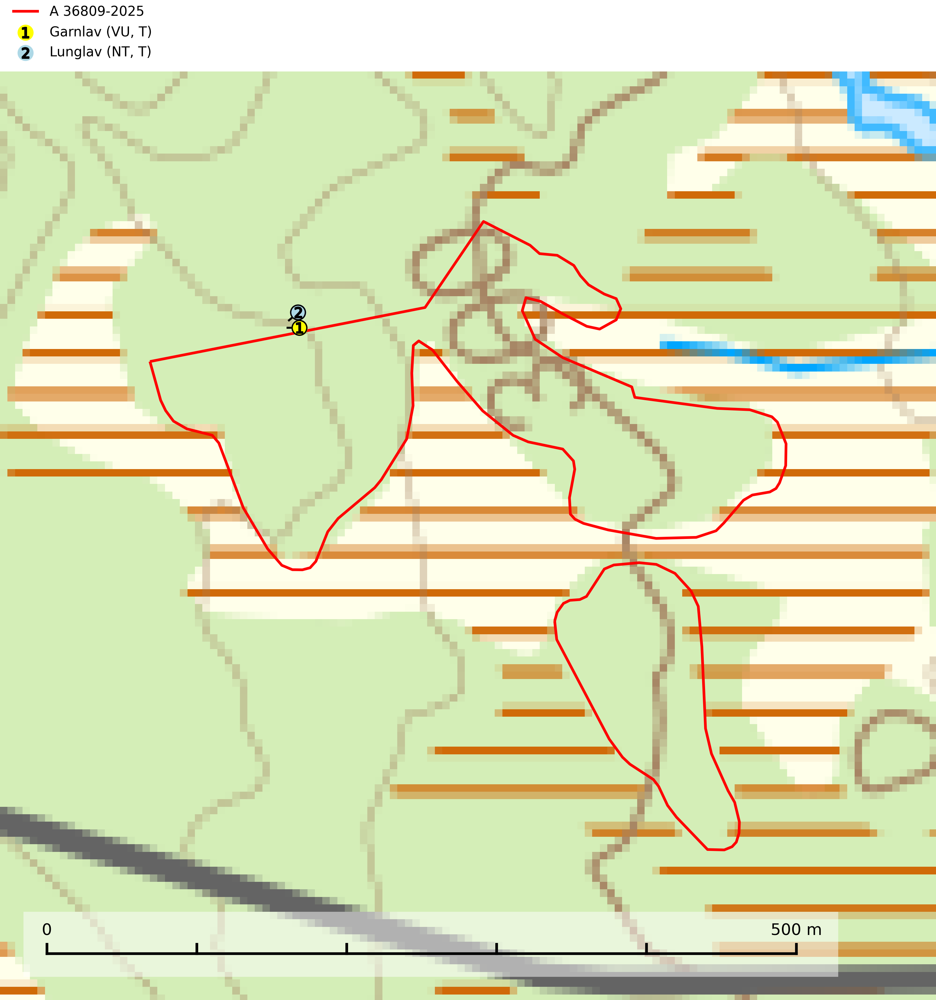 A 36809-2025
1 Garnlav (VU, T)
2 Lunglav (NT, T)
2
1
0 500 m